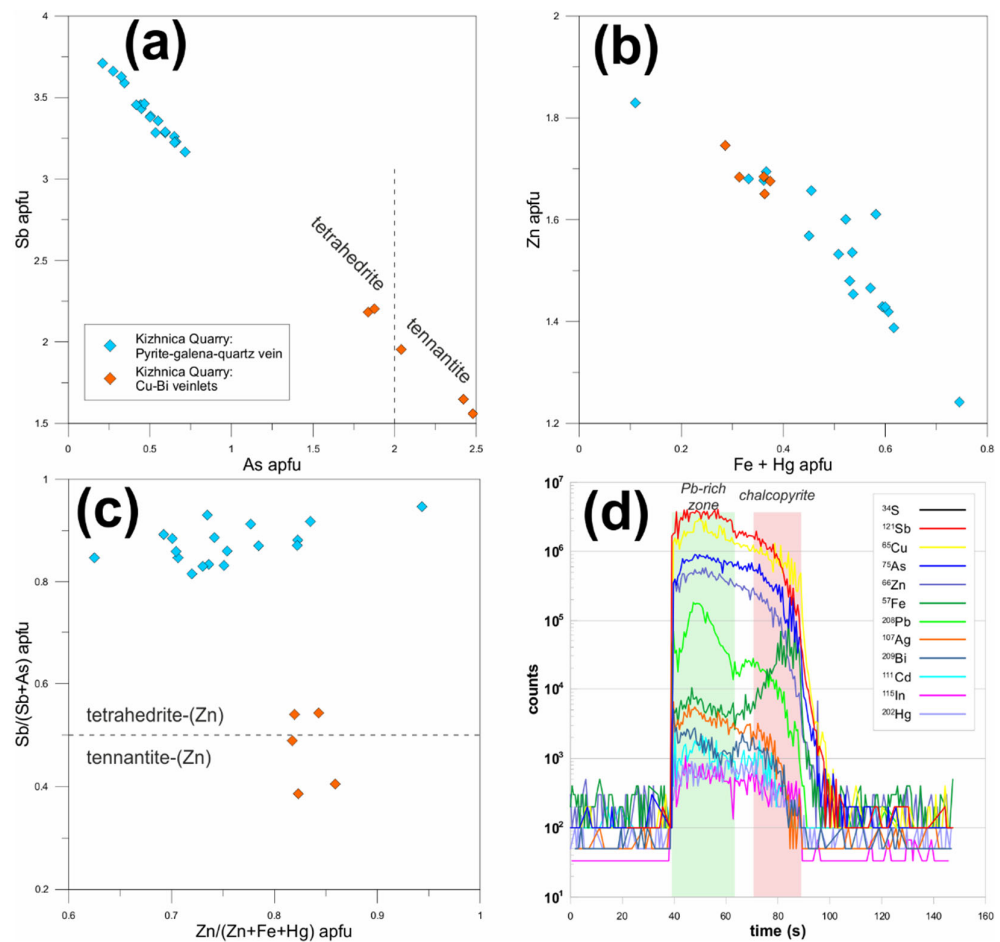 (a)
4
3.5
3
2.5
2
1.5
Sb apfu
tetrahedrite
tennantite
Kizhnica Quarry:
Pyrite-galena-quartz vein
Kizhnica Quarry:
Cu-Bi veinlets
0
0.5
1
1.5
2
2.5
As apfu
(b)
2
1.8
1.6
1.4
1.2
Zn apfu
0
0.2
0.4
0.6
0.8
Fe + Hg apfu
(c)
1
0.8
0.6
0.4
0.2
Sb/(Sb+As) apfu
tetrahedrite-(Zn)
tennantite-(Zn)
0.6
0.7
0.8
0.9
1
Zn/(Zn+Fe+Hg) apfu
(d)
Pb-rich
zone
chalcopyrite
10⁷
10⁶
10⁵
10⁴
10³
10²
10¹
counts
³⁴S
¹²¹Sb
⁶⁵Cu
⁷⁵As
⁶⁶Zn
⁵⁷Fe
²⁰⁸Pb
¹⁰⁷Ag
²⁰⁹Bi
¹¹¹Cd
¹¹⁵In
²⁰²Hg
0
20
40
60
80
100
120
140
160
time (s)